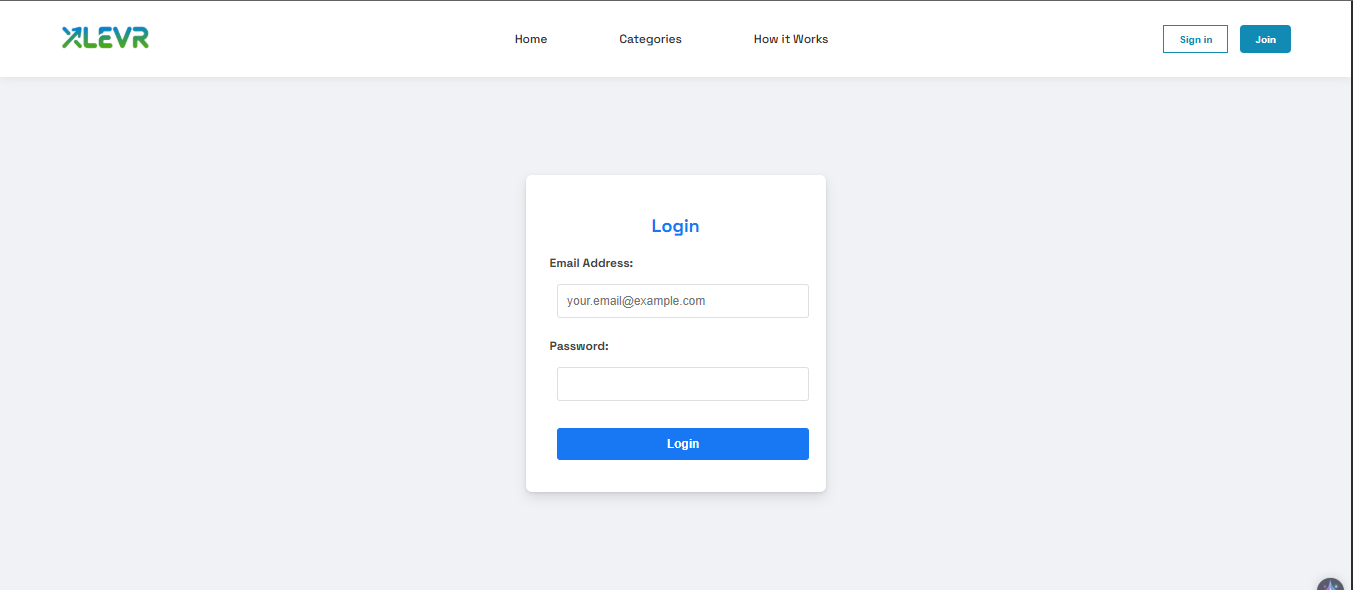 XLEVR
Home
Categories
How it Works
Sign in
Join
Login
Email Address:
your.email@example.com
Password:
Login